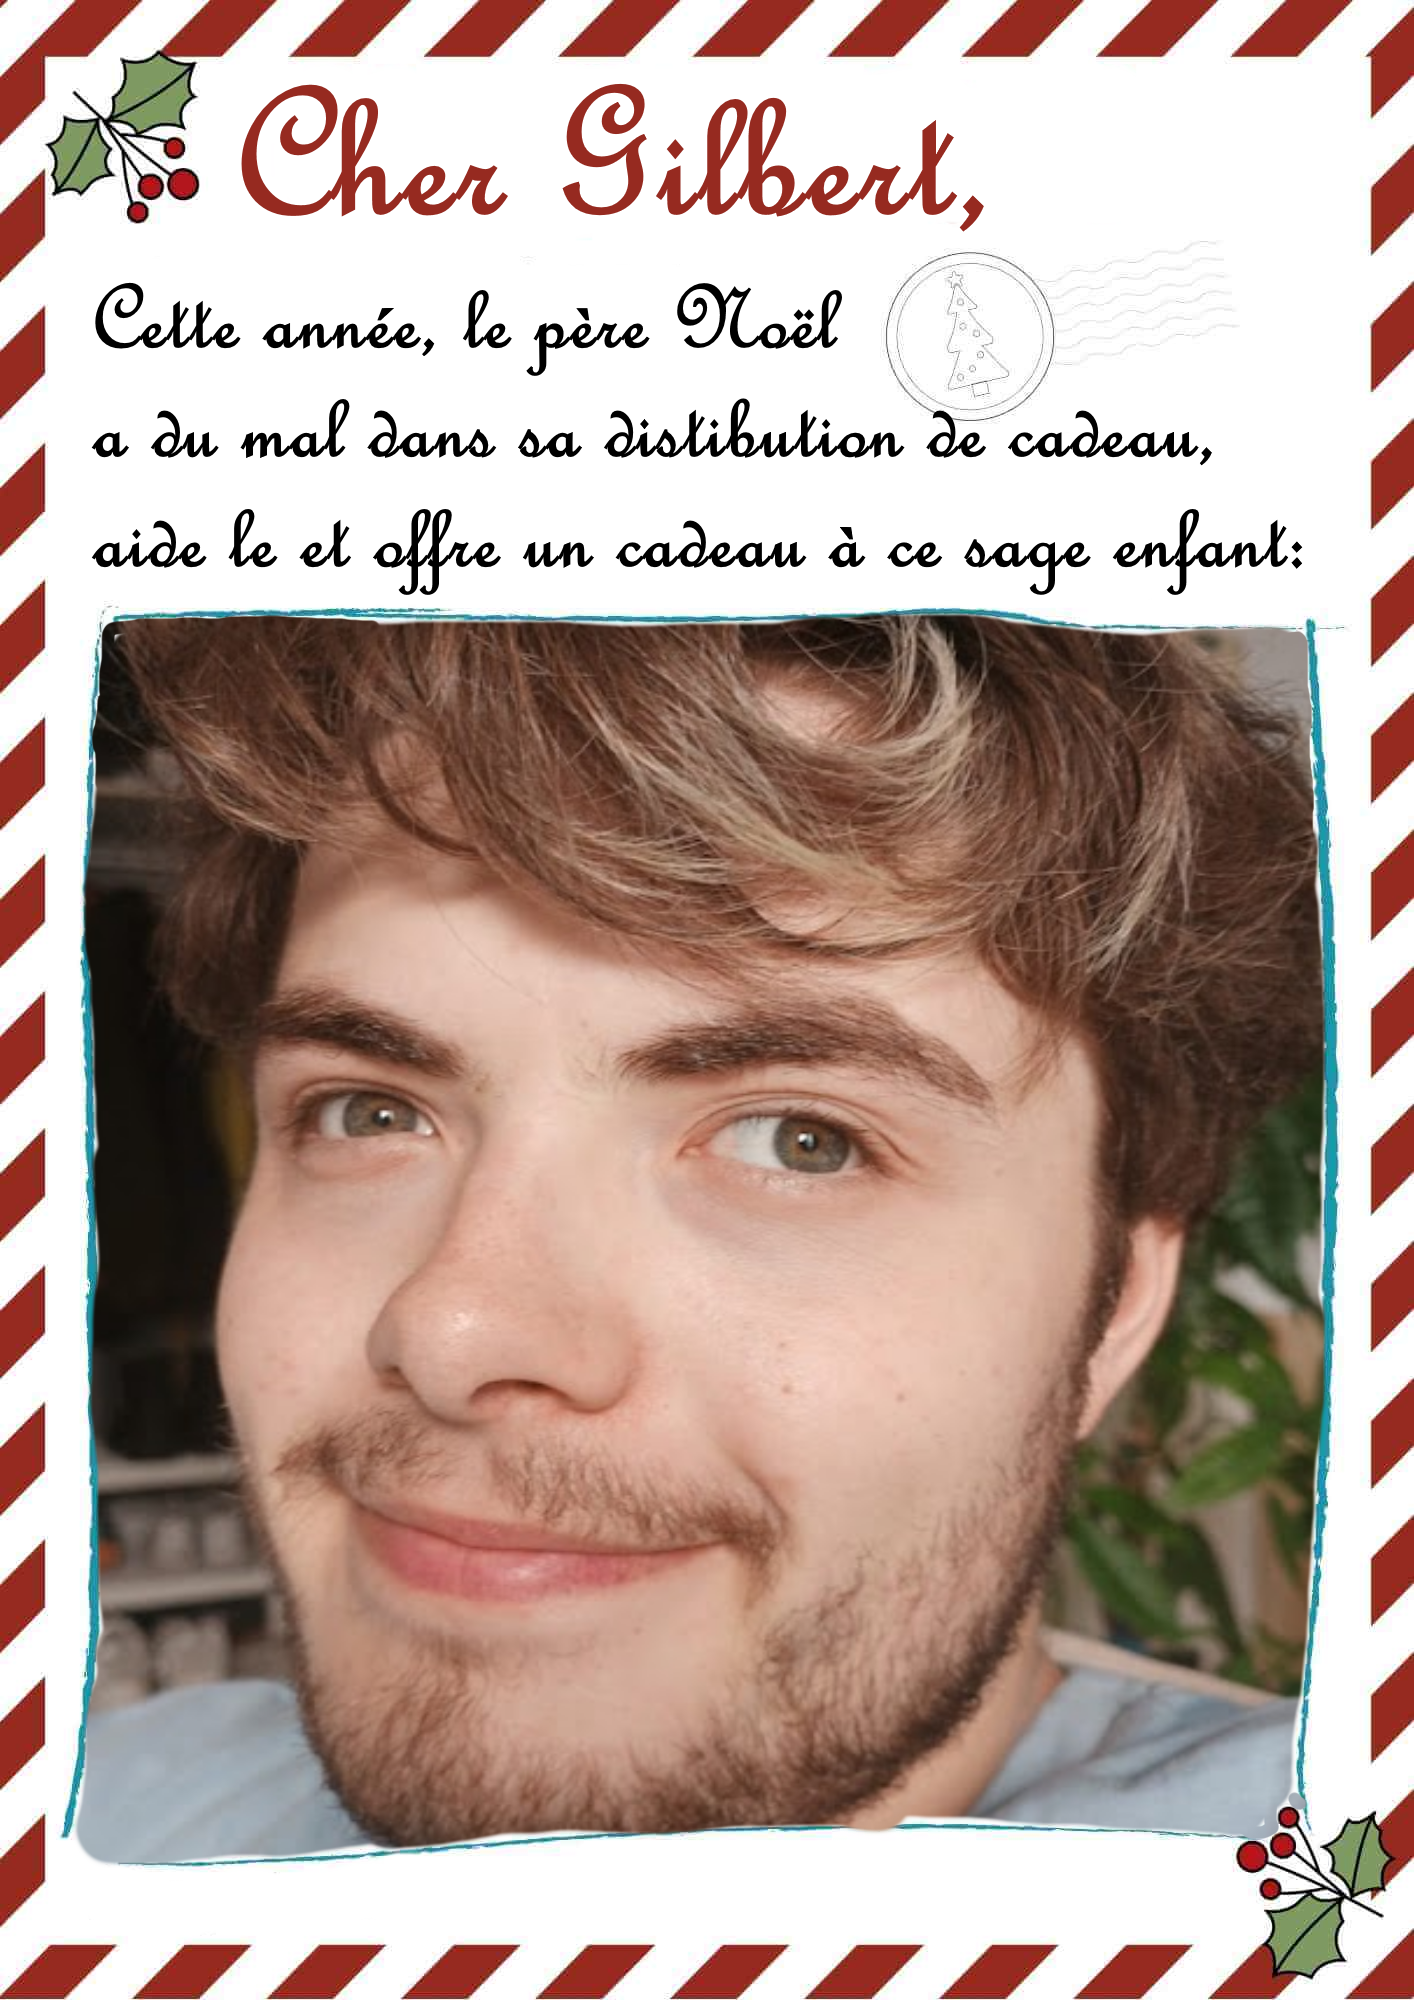 Cher Gilbert,
Cette année, le père Noël
a du mal dans sa distibution de cadeau,
aide le et offre un cadeau à ce sage enfant: